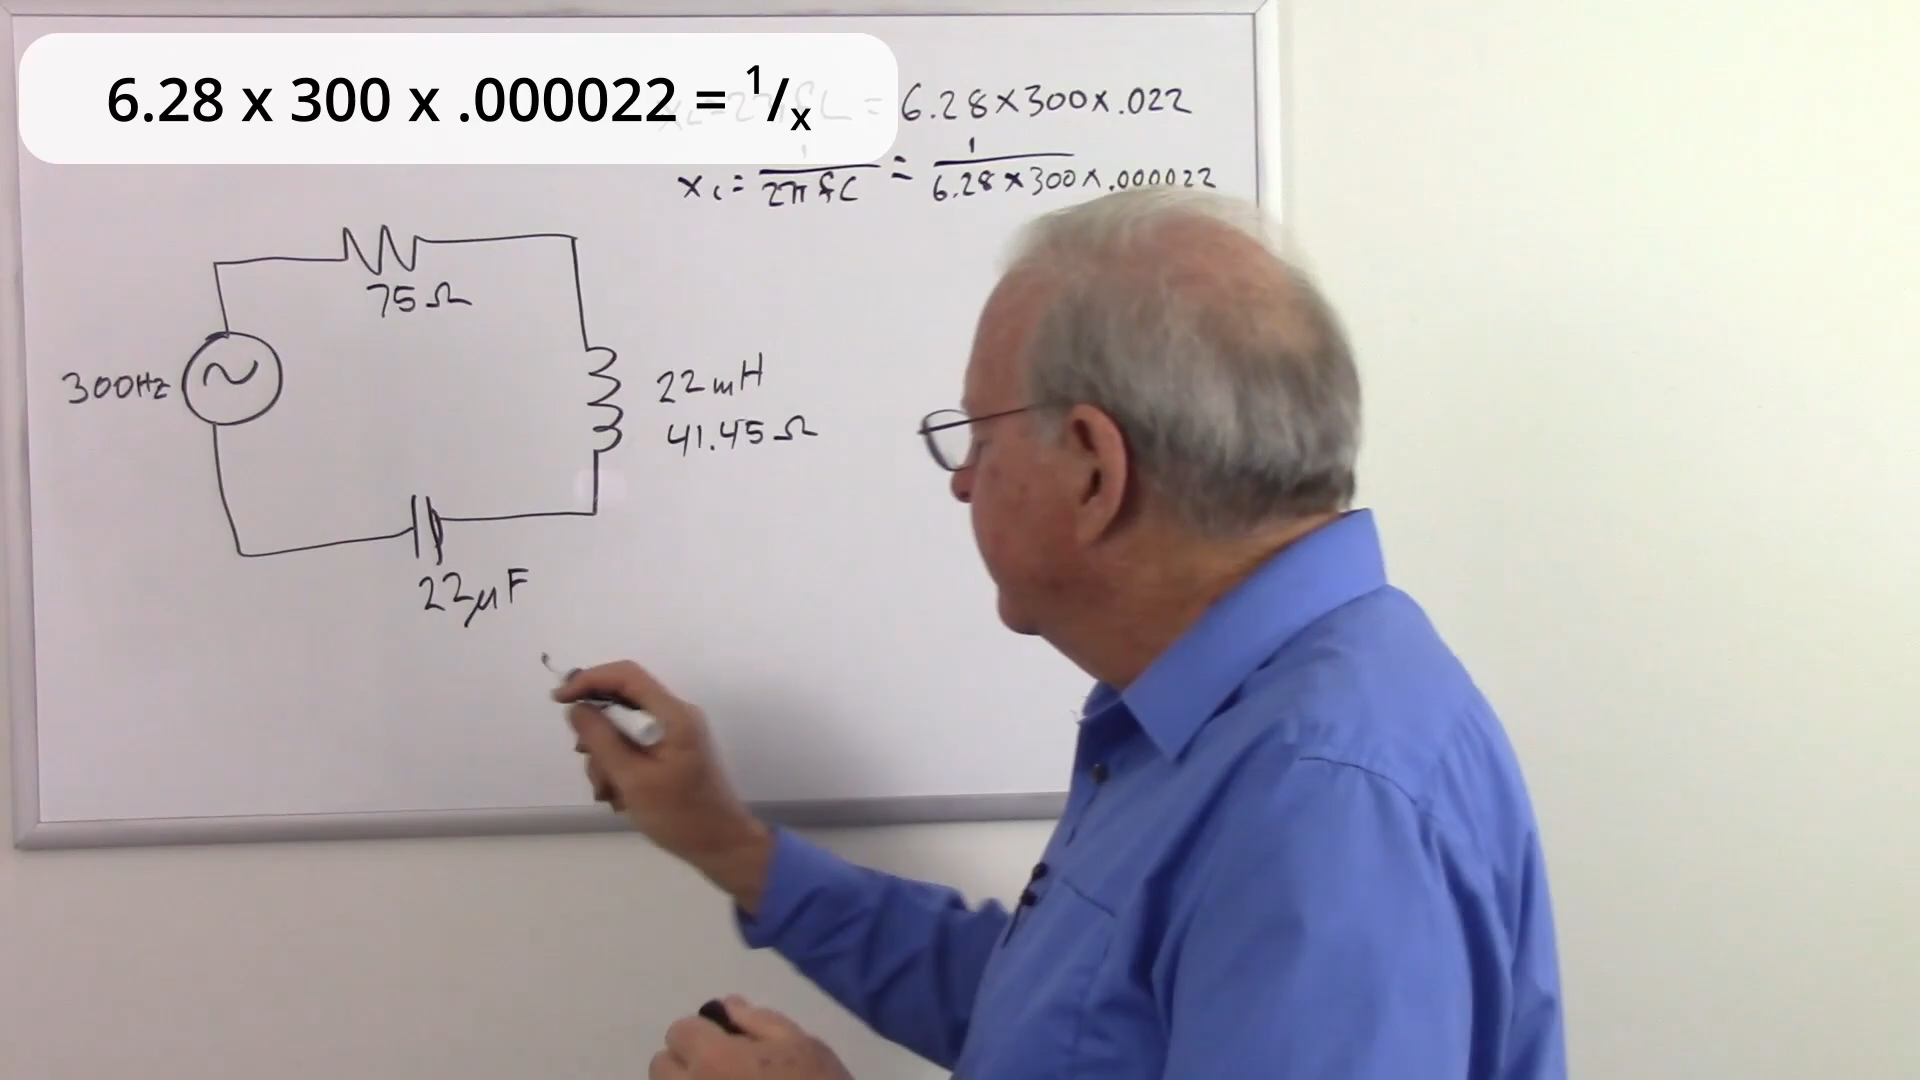 6.28 x 300 x .000022 = ¹/ₓ
= 6.28×300×.022
1
1
XC = 2πfC = 6.28×300×.000022
75Ω
300Hz
22mH
41.45Ω
22μF